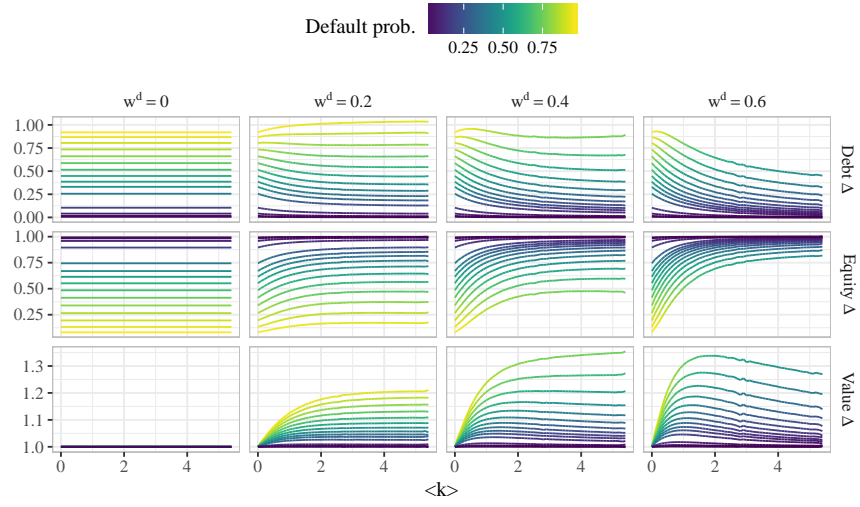 Default prob.
0.25 0.50 0.75
w^d = 0 w^d = 0.2 w^d = 0.4 w^d = 0.6
1.00
0.75
0.50
0.25
0.00
Debt Δ
1.00
0.75
0.50
0.25
Equity Δ
1.3
1.2
1.1
1.0
Value Δ
0 2 4 0 2 4 0 2 4 0 2 4
<k>